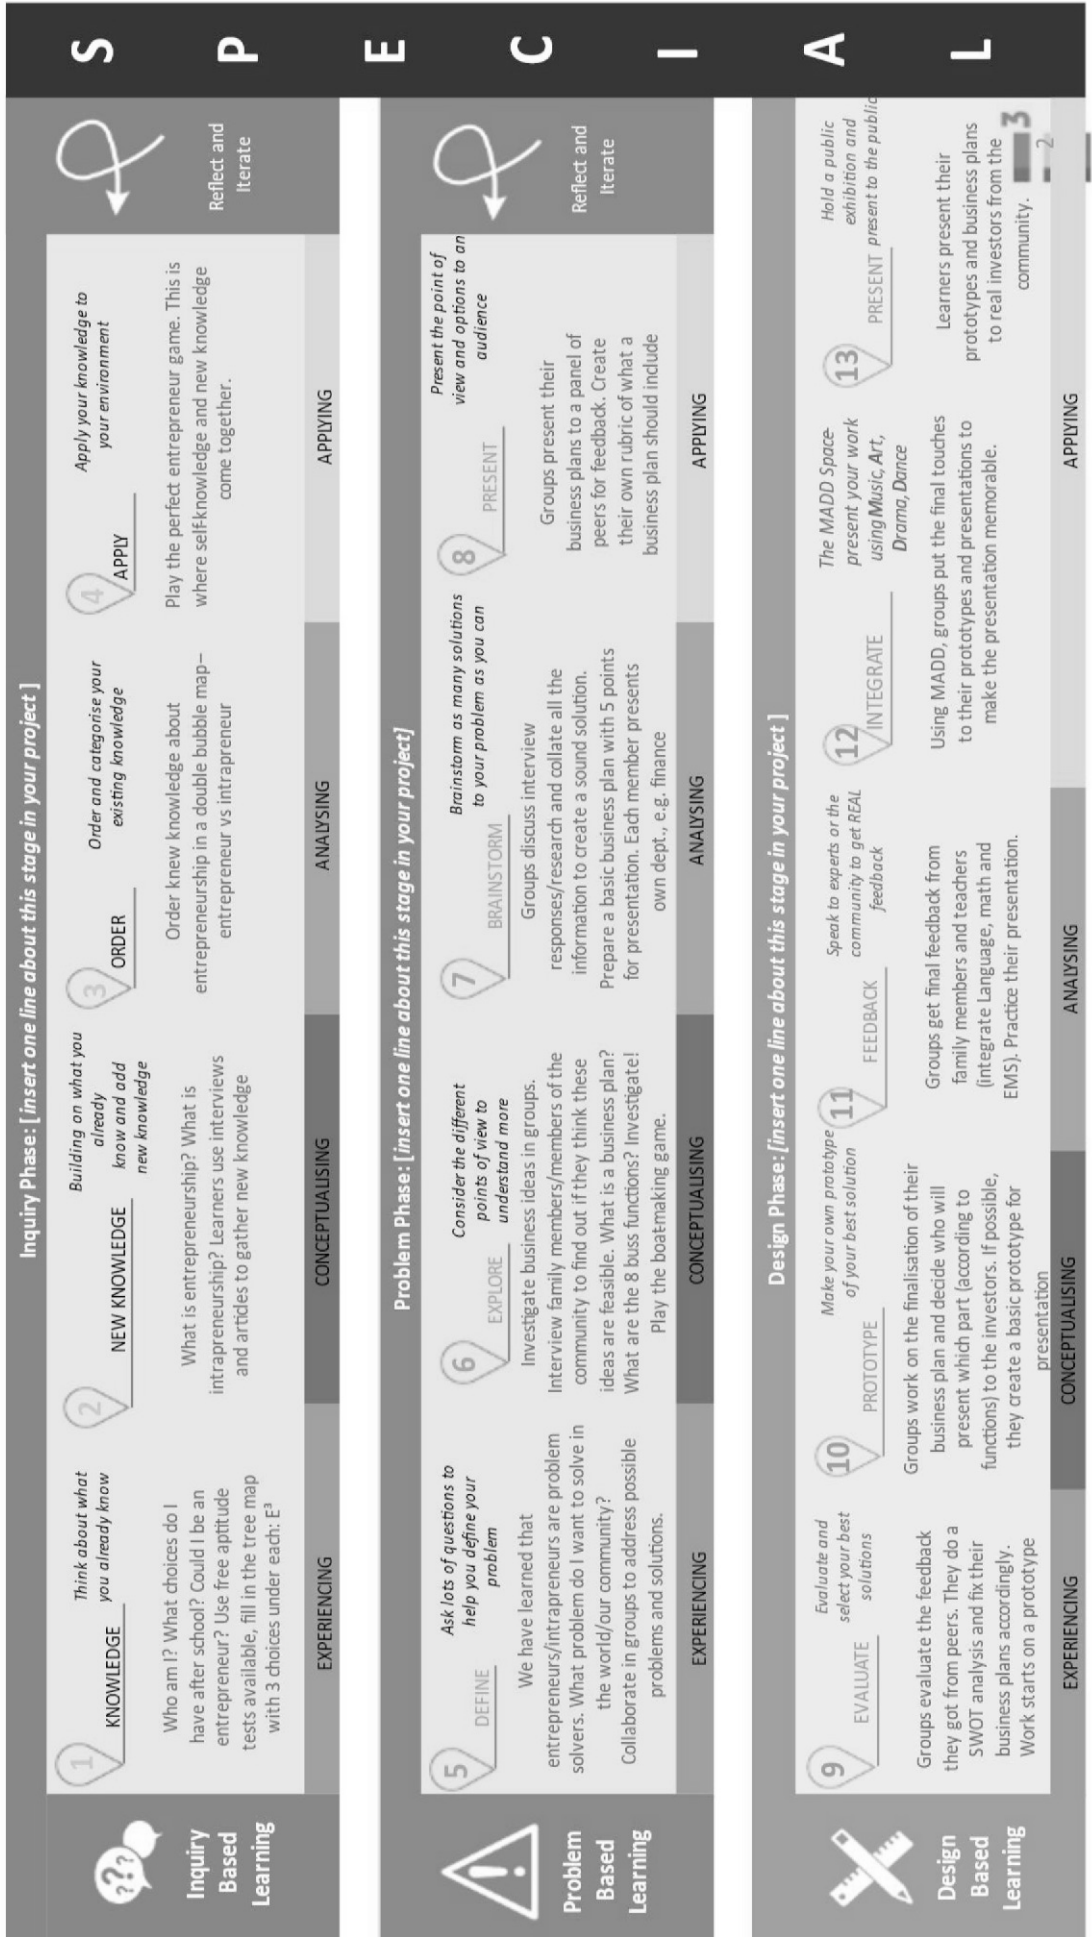 Inquiry Phase: [insert one line about this stage in your project ]
Inquiry
Based
Learning
1
KNOWLEDGE
Think about what
you already know
Who am I? What choices do I
have after school? Could I be an
entrepreneur? Use free aptitude
tests available, fill in the tree map
with 3 choices under each: E³
EXPERIENCING
2
NEW KNOWLEDGE
Building on what you
already
know and add
new knowledge
What is entrepreneurship? What is
intrapreneurship? Learners use interviews
and articles to gather new knowledge
CONCEPTUALISING
3
ORDER
Order and categorise your
existing knowledge
Order new knowledge about
entrepreneurship in a double bubble map–
entrepreneur vs intrapreneur
ANALYSING
4
APPLY
Apply your knowledge to
your environment
Play the perfect entrepreneur game. This is
where self-knowledge and new knowledge
come together.
APPLYING
Reflect and
Iterate
Problem Phase: [insert one line about this stage in your project]
Problem
Based
Learning
5
DEFINE
Ask lots of questions to
help you define your
problem
We have learned that
entrepreneurs/intrapreneurs are problem
solvers. What problem do I want to solve in
the world/our community?
Collaborate in groups to address possible
problems and solutions.
EXPERIENCING
6
EXPLORE
Consider the different
points of view to
understand more
Investigate business ideas in groups.
Interview family members/members of the
community to find out if they think these
ideas are feasible. What is a business plan?
What are the 8 buss functions? Investigate!
Play the boatmaking game.
CONCEPTUALISING
7
BRAINSTORM
Brainstorm as many solutions
to your problem as you can
Groups discuss interview
responses/research and collate all the
information to create a sound solution.
Prepare a basic business plan with 5 points
for presentation. Each member presents
own dept., e.g. finance
ANALYSING
8
PRESENT
Present the point of
view and options to an
audience
Groups present their
business plans to a panel of
peers for feedback. Create
their own rubric of what a
business plan should include
APPLYING
Reflect and
Iterate
Design Phase: [insert one line about this stage in your project ]
Design
Based
Learning
9
EVALUATE
Evaluate and
select your best
solutions
Groups evaluate the feedback
they got from peers. They do a
SWOT analysis and fix their
business plans accordingly.
Work starts on a prototype
EXPERIENCING
10
PROTOTYPE
Make your own prototype
of your best solution
Groups work on the finalisation of their
business plan and decide who will
present which part (according to
functions) to the investors. If possible,
they create a basic prototype for
presentation
CONCEPTUALISING
11
FEEDBACK
Speak to experts or the
community to get REAL
feedback
Groups get final feedback from
family members and teachers
(integrate Language, math and
EMS). Practice their presentation.
ANALYSING
12
INTEGRATE
The MADD Space-
present your work
using Music, Art,
Drama, Dance
Using MADD, groups put the final touches
to their prototypes and presentations to
make the presentation memorable.
13
PRESENT
Hold a public
exhibition and
present to the public
Learners present their
prototypes and business plans
to real investors from the
community.
APPLYING
3
2
S P E C I A L